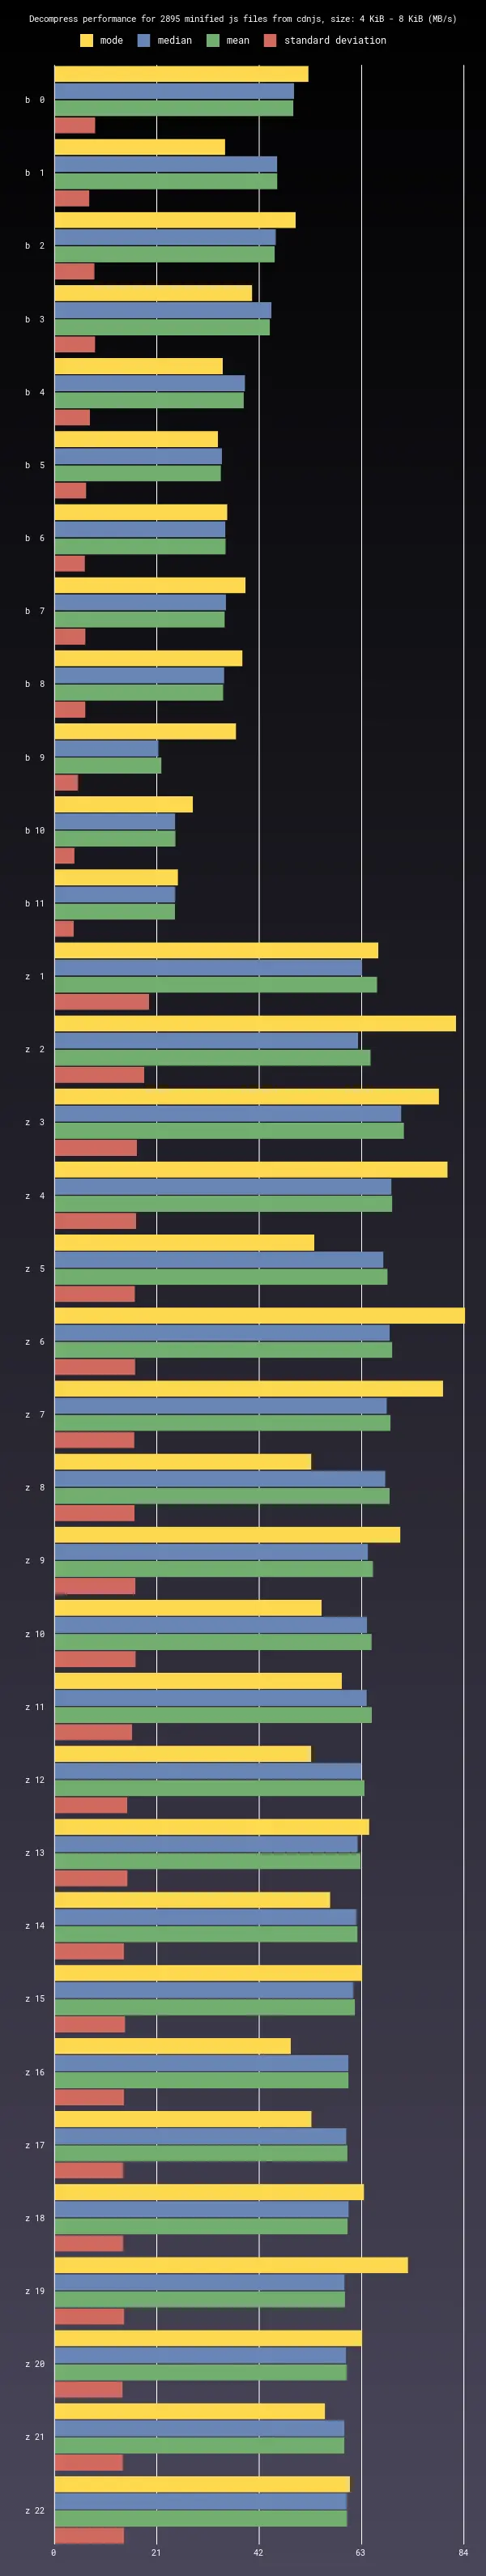 Decompress performance for 2895 minified js files from cdnjs, size: 4 KiB - 8 KiB (MB/s)
mode median mean standard deviation
b 0
b 1
b 2
b 3
b 4
b 5
b 6
b 7
b 8
b 9
b 10
b 11
z 1
z 2
z 3
z 4
z 5
z 6
z 7
z 8
z 9
z 10
z 11
z 12
z 13
z 14
z 15
z 16
z 17
z 18
z 19
z 20
z 21
z 22
0 21 42 63 84